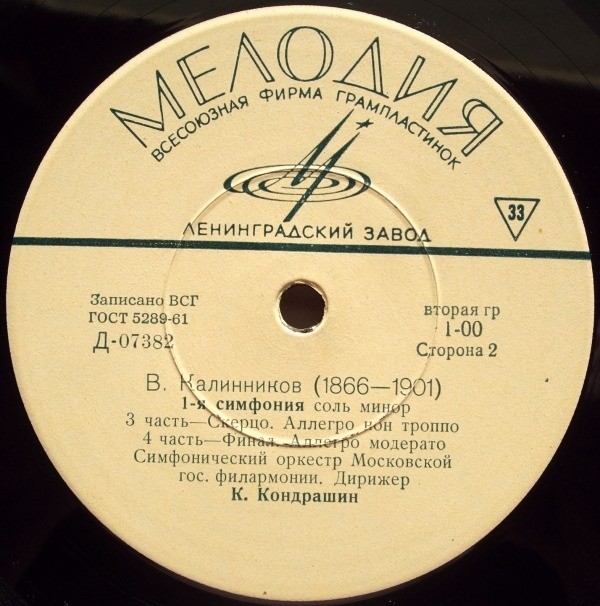 МЕЛОДИЯ
ВСЕСОЮЗНАЯ ФИРМА ГРАМПЛАСТИНОК
ЛЕНИНГРАДСКИЙ ЗАВОД
33
Записано ВСГ
ГОСТ 5289-61
Д-07382
вторая гр
1-00
Сторона 2
В. Калинников (1866—1901)
1-я симфония соль минор
3 часть—Скерцо. Аллегро нон троппо
4 часть—Финал. Аллегро модерато
Симфонический оркестр Московской
гос. филармонии. Дирижер
К. Кондрашин